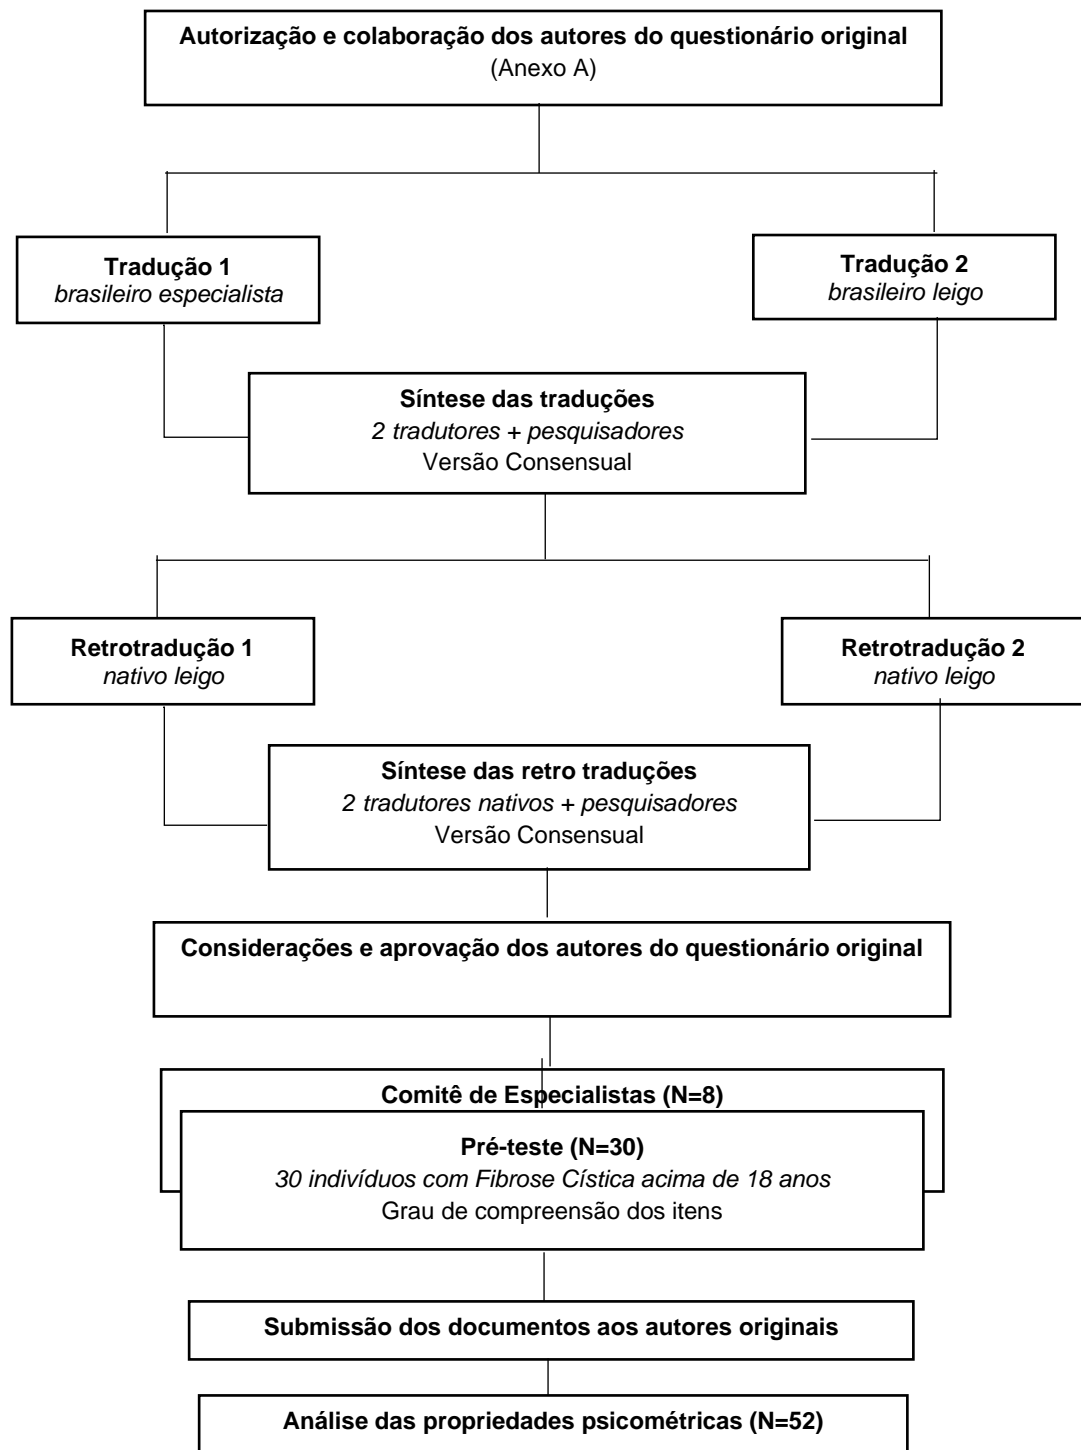 Autorização e colaboração dos autores do questionário original
(Anexo A)
Tradução 1
brasileiro especialista
Tradução 2
brasileiro leigo
Síntese das traduções
2 tradutores + pesquisadores
Versão Consensual
Retrotradução 1
nativo leigo
Retrotradução 2
nativo leigo
Síntese das retro traduções
2 tradutores nativos + pesquisadores
Versão Consensual
Considerações e aprovação dos autores do questionário original
Comitê de Especialistas (N=8)
Pré-teste (N=30)
30 indivíduos com Fibrose Cística acima de 18 anos
Grau de compreensão dos itens
Submissão dos documentos aos autores originais
Análise das propriedades psicométricas (N=52)